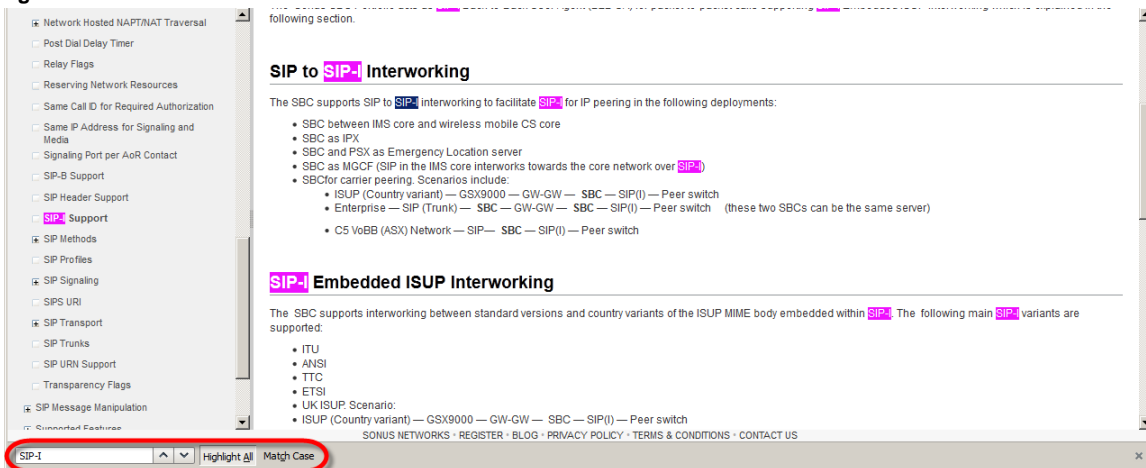 Network Hosted NAPT/NAT Traversal
Post Dial Delay Timer
Relay Flags
Reserving Network Resources
Same Call ID for Required Authorization
Same IP Address for Signaling and
Media
Signaling Port per AoR Contact
SIP-B Support
SIP Header Support
SIP-I Support
SIP Methods
SIP Profiles
SIP Signaling
SIPS URI
SIP Transport
SIP Trunks
SIP URN Support
Transparency Flags
SIP Message Manipulation
Supported Features
following section.
SIP to SIP-I Interworking
The SBC supports SIP to SIP-I interworking to facilitate SIP-I for IP peering in the following deployments:
• SBC between IMS core and wireless mobile CS core
• SBC as IPX
• SBC and PSX as Emergency Location server
• SBC as MGCF (SIP in the IMS core interworks towards the core network over SIP-I)
• SBCfor carrier peering. Scenarios include:
• ISUP (Country variant) — GSX9000 — GW-GW — SBC — SIP(I) — Peer switch
• Enterprise — SIP (Trunk) — SBC — GW-GW — SBC — SIP(I) — Peer switch (these two SBCs can be the same server)
• C5 VoBB (ASX) Network — SIP— SBC — SIP(I) — Peer switch
SIP-I Embedded ISUP Interworking
The SBC supports interworking between standard versions and country variants of the ISUP MIME body embedded within SIP-I. The following main SIP-I variants are
supported:
• ITU
• ANSI
• TTC
• ETSI
• UK ISUP. Scenario:
• ISUP (Country variant) — GSX9000 — GW-GW — SBC — SIP(I) — Peer switch
SONUS NETWORKS • REGISTER • BLOG • PRIVACY POLICY • TERMS & CONDITIONS • CONTACT US
SIP-I Highlight All Match Case